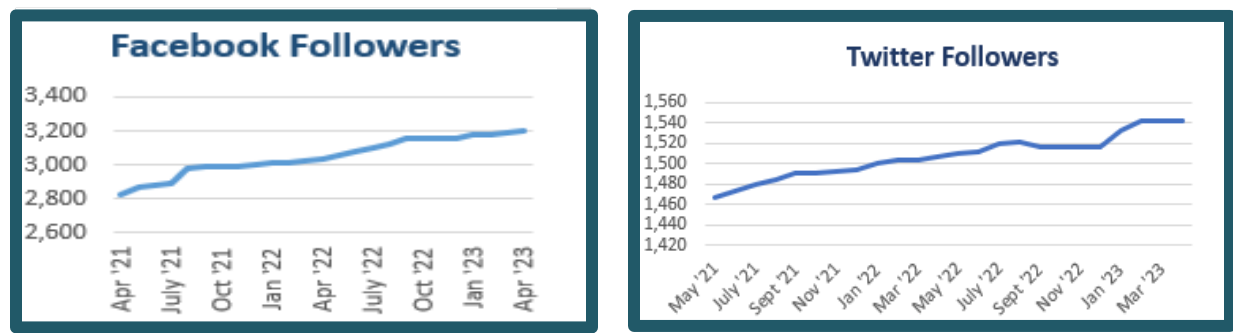 Facebook Followers
3,400
3,200
3,000
2,800
2,600
Apr '21
July '21
Oct '21
Jan '22
Apr '22
July '22
Oct '22
Jan '23
Apr '23
Twitter Followers
1,560
1,540
1,520
1,500
1,480
1,460
1,440
1,420
May '21
July '21
Sept '21
Nov '21
Jan '22
Mar '22
May '22
July '22
Sept '22
Nov '22
Jan '23
Mar '23